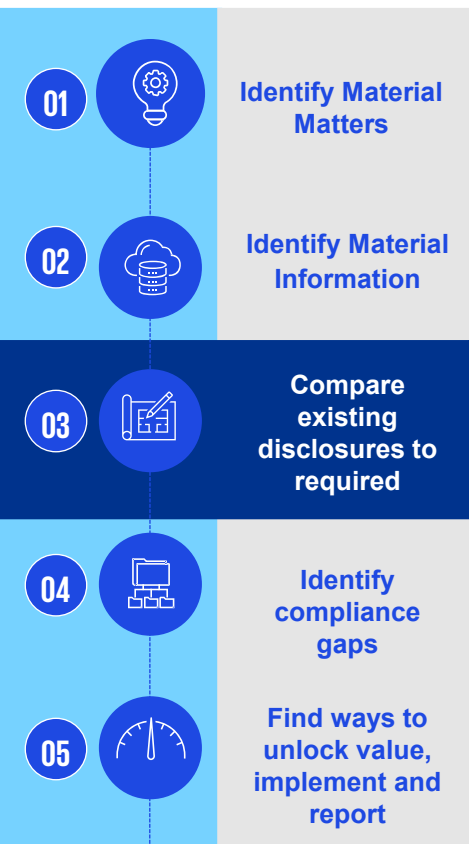 01
Identify Material
Matters
02
Identify Material
Information
03
Compare
existing
disclosures to
required
04
Identify
compliance
gaps
05
Find ways to
unlock value,
implement and
report